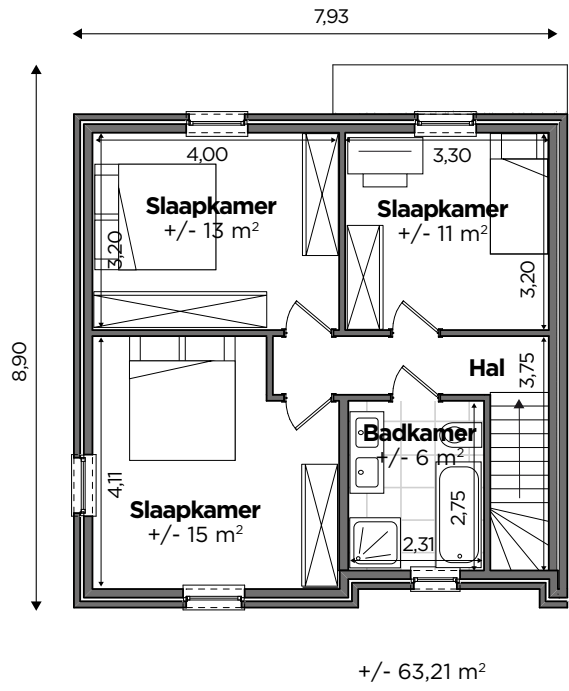 7,93
8,90
4,00
3,30
Slaapkamer
+/- 13 m²
3,20
Slaapkamer
+/- 11 m²
3,20
Hal
3,75
Badkamer
+/- 6 m²
4,11
Slaapkamer
+/- 15 m²
2,75
2,31
+/- 63,21 m²